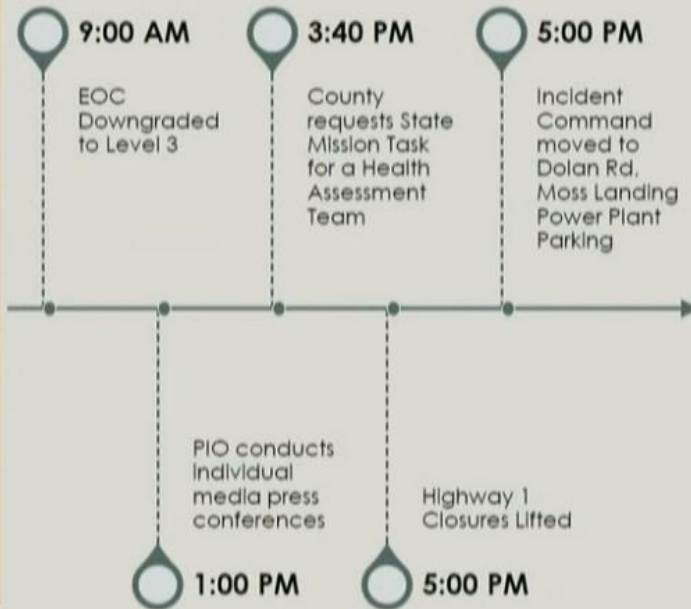 9:00 AM
EOC
Downgraded
to Level 3
3:40 PM
County
requests State
Mission Task
for a Health
Assessment
Team
5:00 PM
Incident
Command
moved to
Dolan Rd,
Moss Landing
Power Plant
Parking
PIO conducts
individual
media press
conferences
1:00 PM
Highway 1
Closures Lifted
5:00 PM